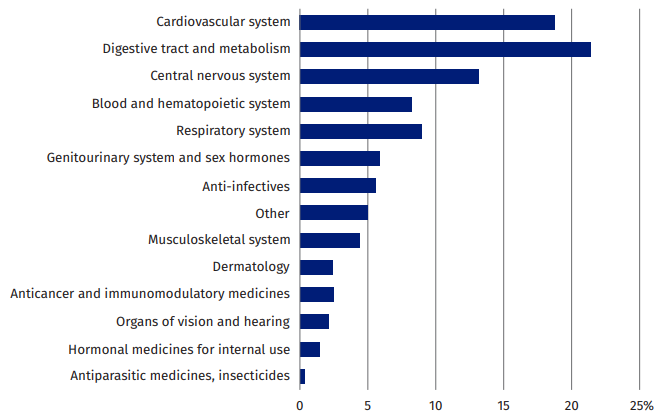 Cardiovascular system
Digestive tract and metabolism
Central nervous system
Blood and hematopoietic system
Respiratory system
Genitourinary system and sex hormones
Anti-infectives
Other
Musculoskeletal system
Dermatology
Anticancer and immunomodulatory medicines
Organs of vision and hearing
Hormonal medicines for internal use
Antiparasitic medicines, insecticides
0 5 10 15 20 25%